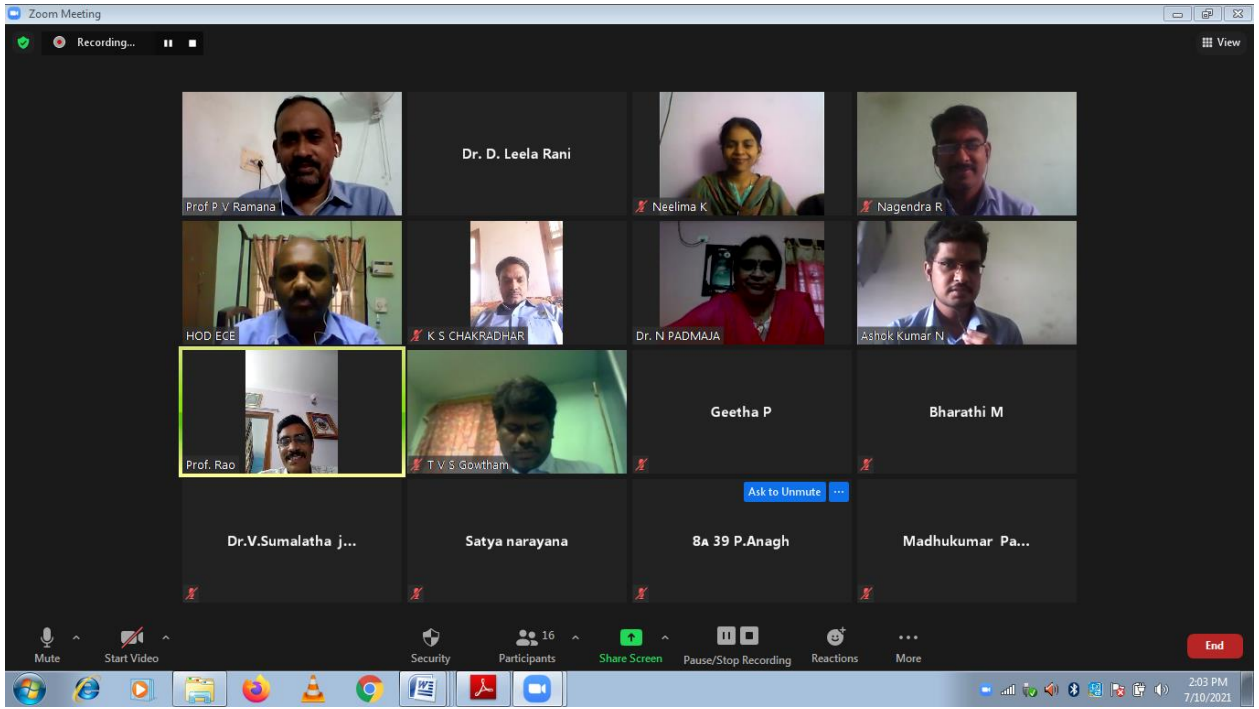 Zoom Meeting
Recording...
View
Prof P V Ramana
Dr. D. Leela Rani
Neelima K
Nagendra R
HOD ECE
K S CHAKRADHAR
Dr. N PADMAJA
Ashok Kumar N
Prof. Rao
T V S Gowtham
Geetha P
Bharathi M
Ask to Unmute ...
Dr.V.Sumalatha j...
Satya narayana
8ᴀ 39 P.Anagh
Madhukumar Pa...
16
Mute
Start Video
Security
Participants
Share Screen
Pause/Stop Recording
Reactions
More
End
2:03 PM
7/10/2021